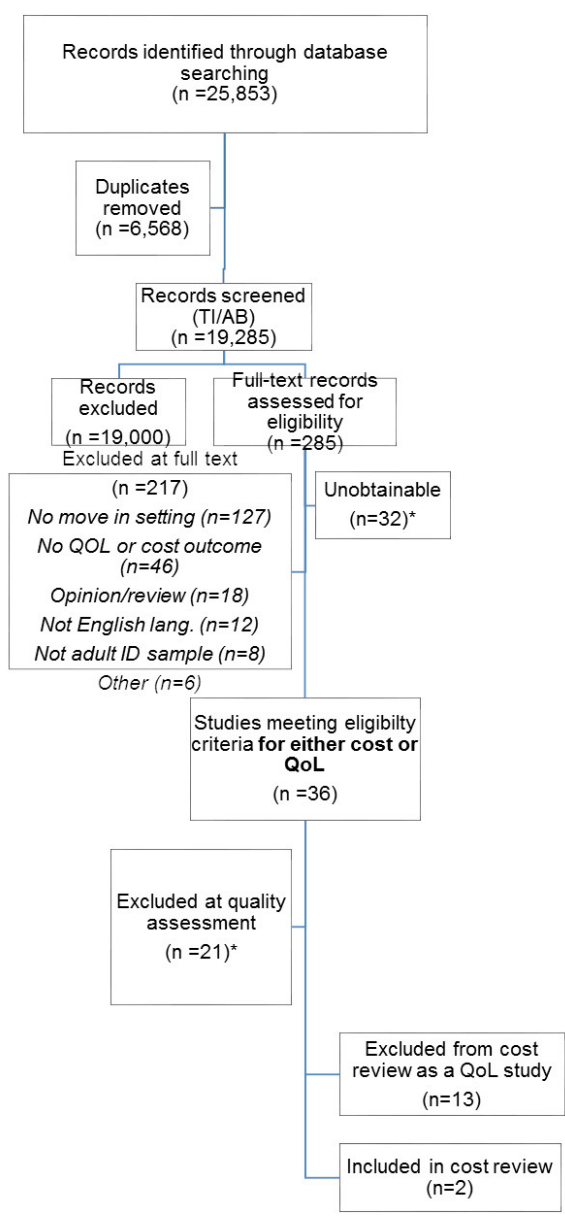 Records identified through database
searching
(n =25,853)
Duplicates
removed
(n =6,568)
Records screened
(TI/AB)
(n =19,285)
Records
excluded
(n =19,000)
Full-text records
assessed for
eligibility
(n =285)
Excluded at full text
(n =217)
No move in setting (n=127)
No QOL or cost outcome
(n=46)
Opinion/review (n=18)
Not English lang. (n=12)
Not adult ID sample (n=8)
Other (n=6)
Unobtainable
(n=32)*
Studies meeting eligibilty
criteria for either cost or
QoL
(n =36)
Excluded at quality
assessment
(n =21)*
Excluded from cost
review as a QoL study
(n=13)
Included in cost review
(n=2)